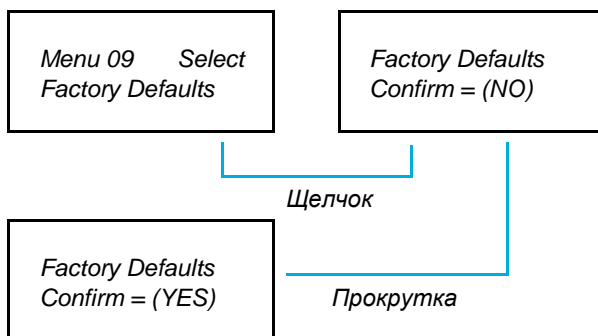 Menu 09 Select
Factory Defaults
Factory Defaults
Confirm = (NO)
Щелчок
Factory Defaults
Confirm = (YES)
Прокрутка